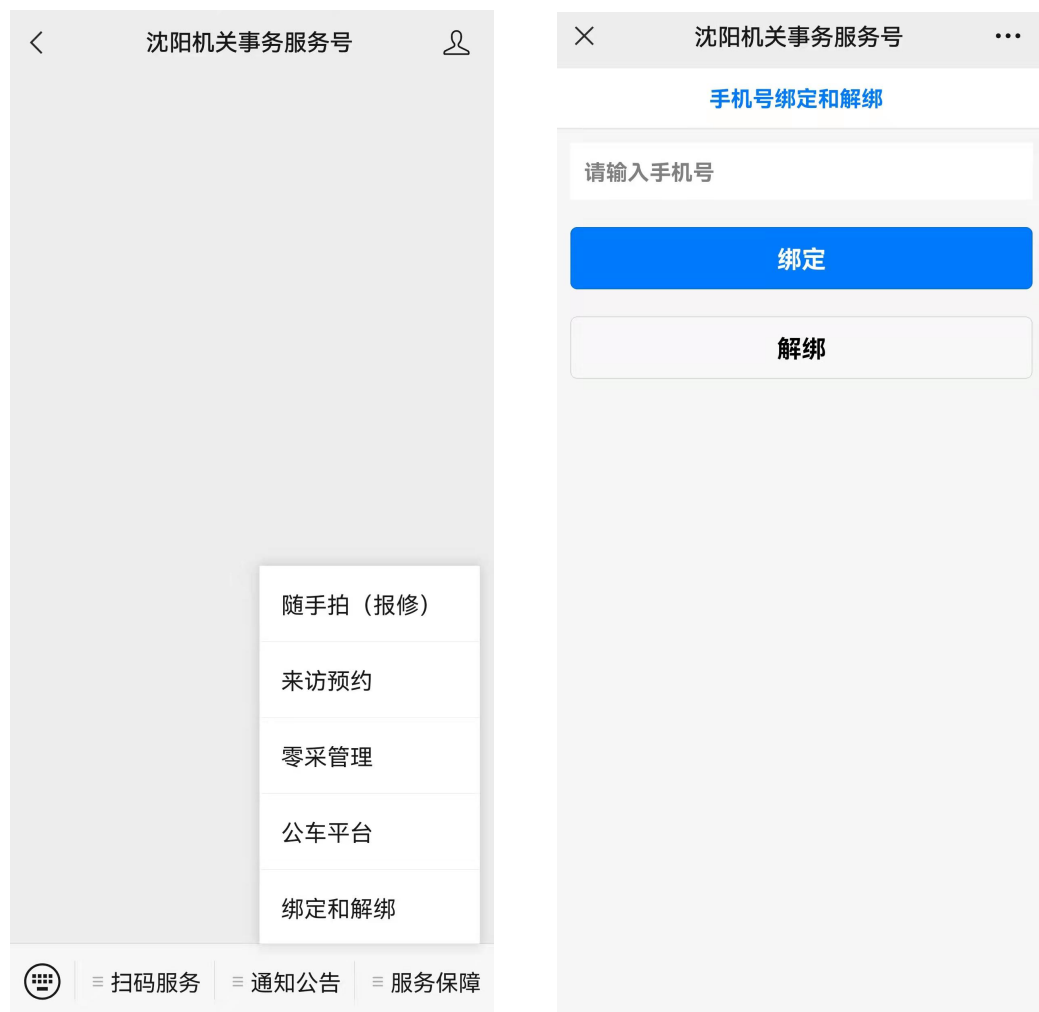 沈阳机关事务服务号
随手拍（报修）
来访预约
零采管理
公车平台
绑定和解绑
扫码服务
通知公告
服务保障
沈阳机关事务服务号
手机号绑定和解绑
请输入手机号
绑定
解绑